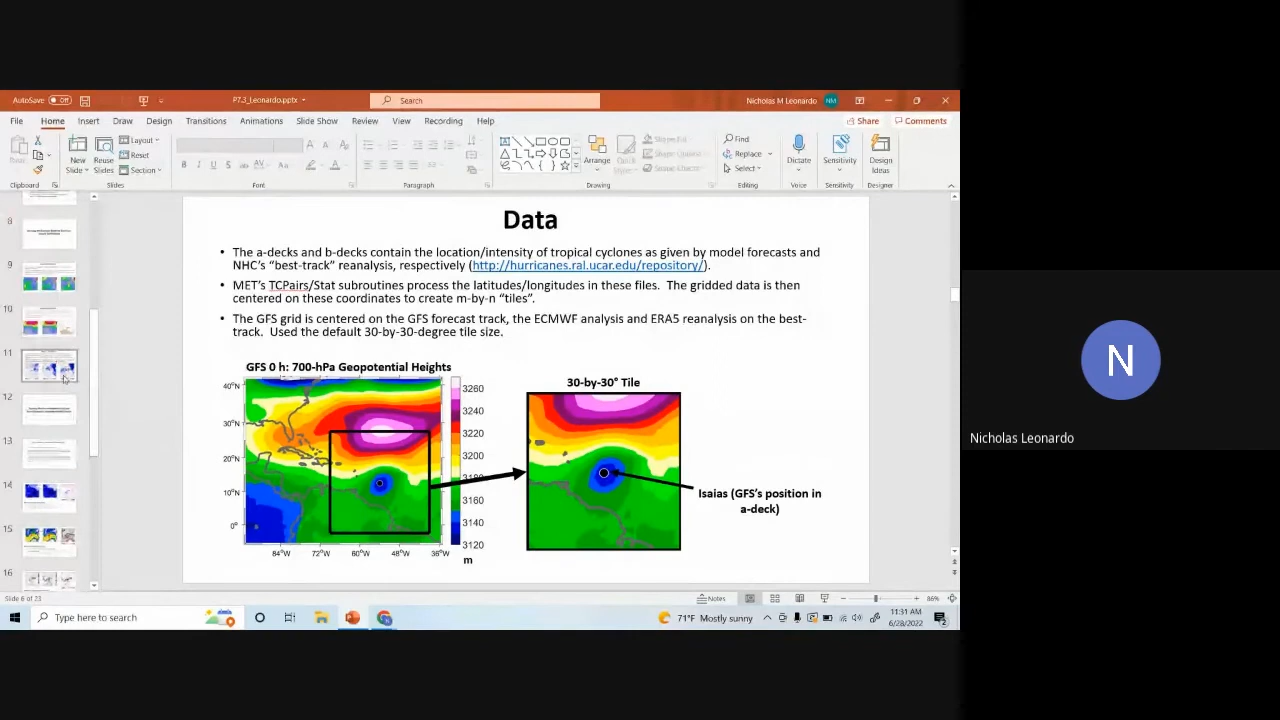 AutoSave Off
P7.3_Leonardo.pptx
Search
Nicholas M Leonardo NM
File Home Insert Draw Design Transitions Animations Slide Show Review View Recording Help
Share Comments
New Slide
Reuse Slides
Layout
Reset
Section
Arrange
Find
Replace
Select
Dictate
Sensitivity
Design Ideas
Clipboard Slides Font Paragraph Drawing Editing Voice Sensitivity Designer
8
9
10
11
12
13
14
15
16
Data
• The a-decks and b-decks contain the location/intensity of tropical cyclones as given by model forecasts and
NHC's "best-track" reanalysis, respectively (http://hurricanes.ral.ucar.edu/repository/).
• MET's TCPairs/Stat subroutines process the latitudes/longitudes in these files. The gridded data is then
centered on these coordinates to create m-by-n "tiles".
• The GFS grid is centered on the GFS forecast track, the ECMWF analysis and ERA5 reanalysis on the best-
track. Used the default 30-by-30-degree tile size.
GFS 0 h: 700-hPa Geopotential Heights
30-by-30° Tile
40°N
30°N
20°N
10°N
0°
84°W 72°W 60°W 48°W 36°W
3260
3240
3220
3200
3180
3160
3140
3120
m
Isaias (GFS's position in
a-deck)
Slide 6 of 23
Notes
86%
Type here to search
71°F Mostly sunny
11:31 AM
6/28/2022
2
N
Nicholas Leonardo